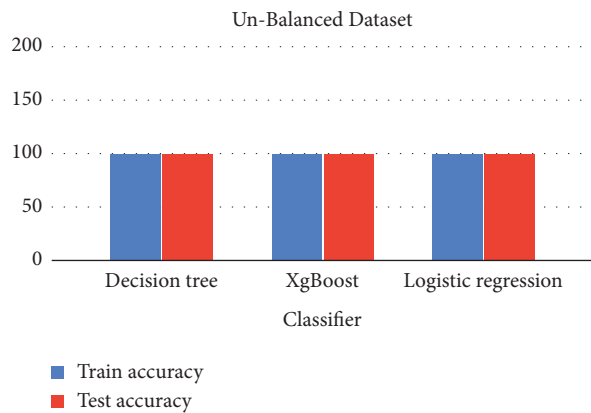 Un-Balanced Dataset
200
150
100
50
0
Decision tree XgBoost Logistic regression
Classifier
Train accuracy
Test accuracy